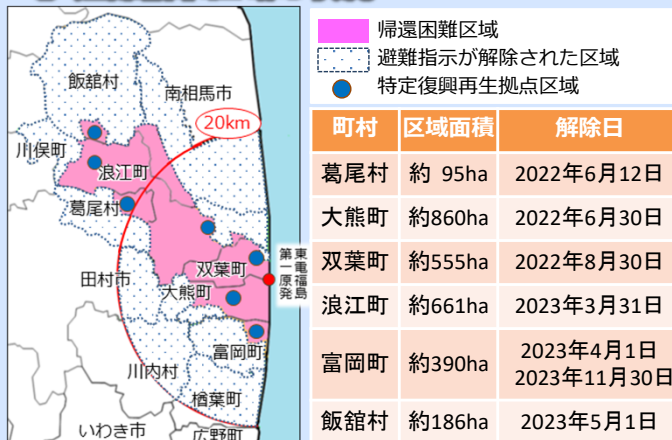 帰還困難区域
避難指示が解除された区域
特定復興再生拠点区域
飯舘村
南相馬市
20km
川俣町
浪江町
葛尾村
双葉町
東電福島
第一原発
田村市
大熊町
富岡町
川内村
楢葉町
いわき市
広野町
町村 区域面積 解除日
葛尾村 約 95ha 2022年6月12日
大熊町 約860ha 2022年6月30日
双葉町 約555ha 2022年8月30日
浪江町 約661ha 2023年3月31日
富岡町 約390ha 2023年4月1日
2023年11月30日
飯舘村 約186ha 2023年5月1日